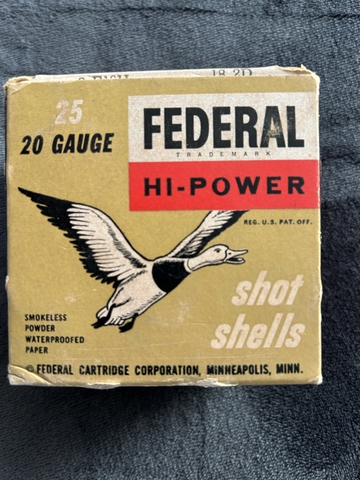 25
20 GAUGE
FEDERAL
TRADEMARK
HI-POWER
REG. U.S. PAT. OFF.
shot
shells
SMOKELESS
POWDER
WATERPROOFED
PAPER
© FEDERAL CARTRIDGE CORPORATION, MINNEAPOLIS, MINN.